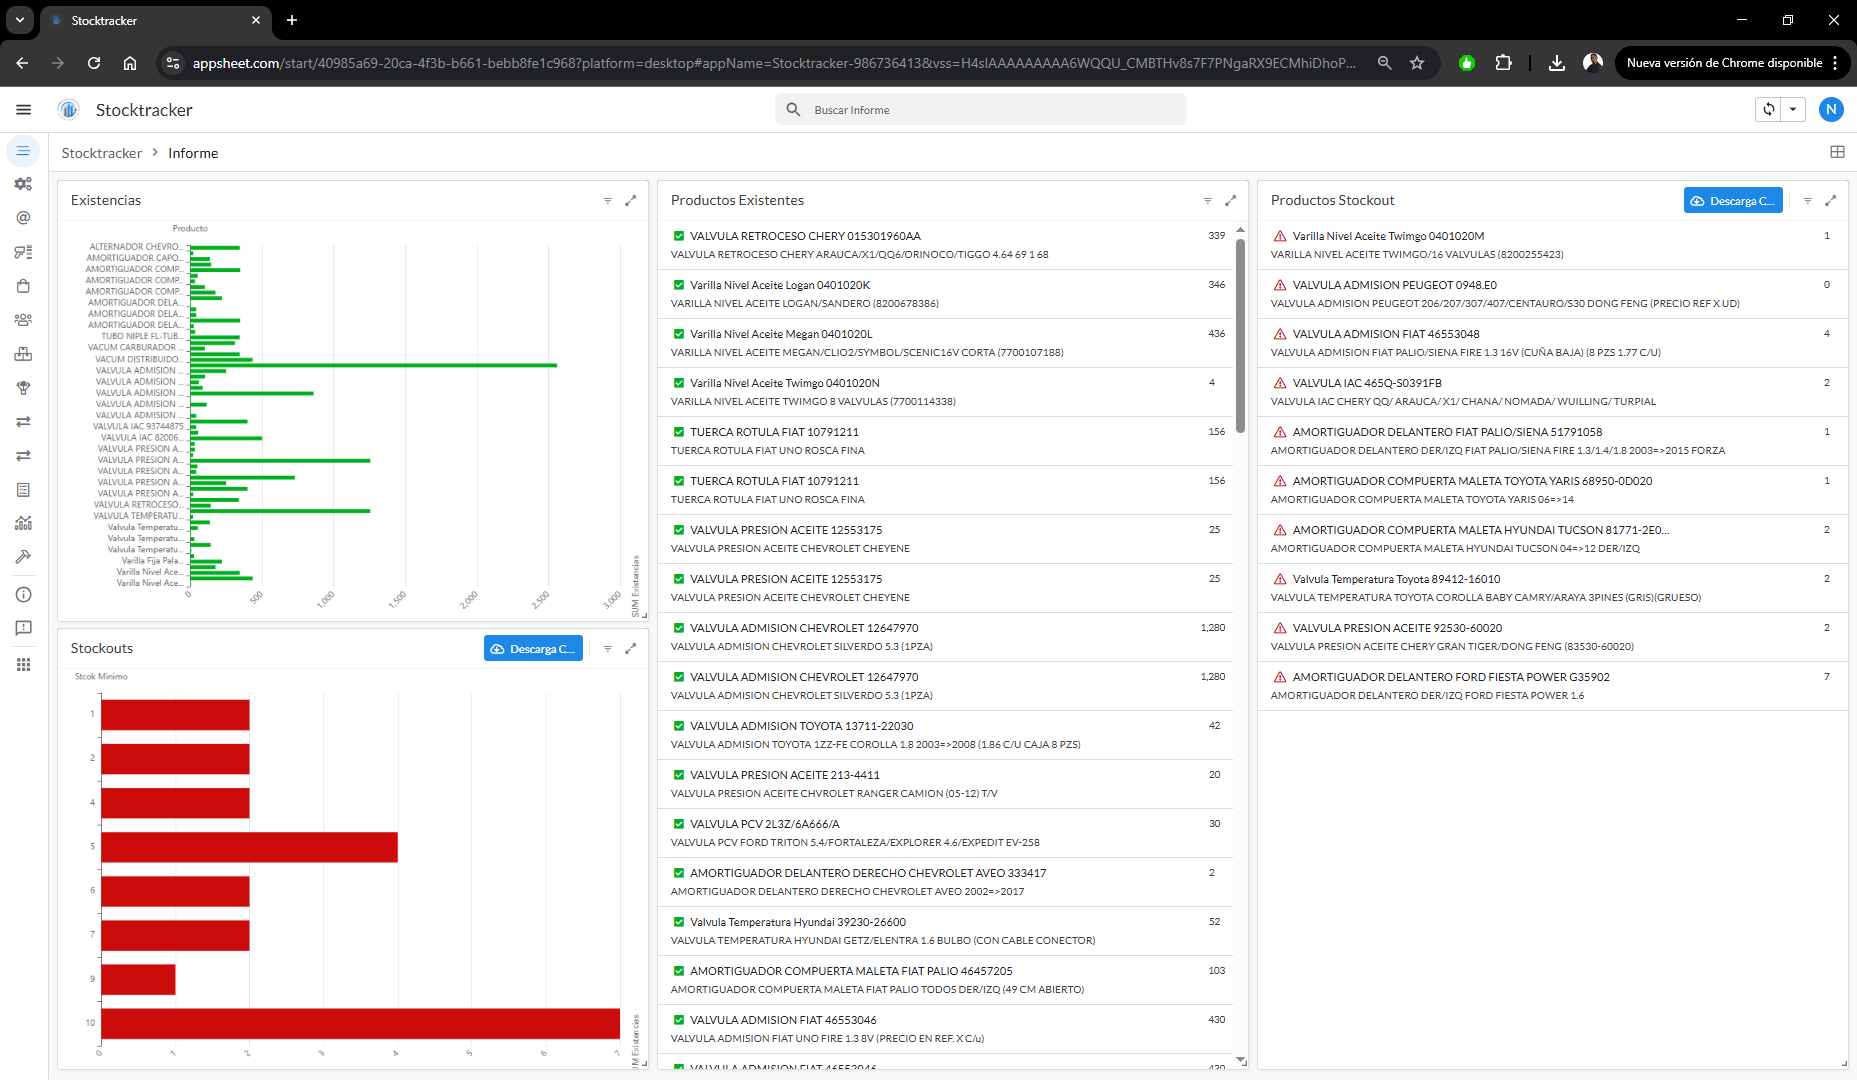 Stocktracker
appsheet.com/start/40985a69-20ca-4f3b-b661-bebb8fe1c968?platform=desktop#appName=Stocktracker-986736413&vss=H4sIAAAAAAAAA6WQQU_CMBTHv8s7F7PNgaRX9ECMhiDhoP...
Nueva versión de Chrome disponible
Stocktracker
Buscar Informe
N
Stocktracker > Informe
Existencias
Producto
ALTERNADOR CHEVRO...
AMORTIGUADOR CAPO...
AMORTIGUADOR COMP...
AMORTIGUADOR COMP...
AMORTIGUADOR COMP...
AMORTIGUADOR DELA...
AMORTIGUADOR DELA...
AMORTIGUADOR DELA...
TUBO NIPLE FL-TUB...
VACUM CARBURADOR ...
VACUM DISTRIBUIDO...
VALVULA ADMISION ...
VALVULA ADMISION ...
VALVULA ADMISION ...
VALVULA ADMISION ...
VALVULA ADMISION ...
VALVULA IAC 93744875
VALVULA IAC 82006...
VALVULA PRESION A...
VALVULA PRESION A...
VALVULA PRESION A...
VALVULA PRESION A...
VALVULA PRESION A...
VALVULA RETROCESO...
VALVULA TEMPERATU...
Valvula Temperatu...
Valvula Temperatu...
Valvula Temperatu...
Varilla Fija Pala...
Varilla Nivel Ace...
Varilla Nivel Ace...
0 500 1,000 1,500 2,000 2,500 3,000
SUM Existencias
Stockouts
Descarga C...
Stcok Minimo
1
2
4
5
6
7
9
10
0 1 2 3 4 5 6 7
UM Existencias
Productos Existentes
VALVULA RETROCESO CHERY 015301960AA 339
VALVULA RETROCESO CHERY ARAUCA/X1/QQ6/ORINOCO/TIGGO 4.64 69 1 68
Varilla Nivel Aceite Logan 0401020K 346
VARILLA NIVEL ACEITE LOGAN/SANDERO (8200678386)
Varilla Nivel Aceite Megan 0401020L 436
VARILLA NIVEL ACEITE MEGAN/CLIO2/SYMBOL/SCENIC16V CORTA (7700107188)
Varilla Nivel Aceite Twimgo 0401020N 4
VARILLA NIVEL ACEITE TWIMGO 8 VALVULAS (7700114338)
TUERCA ROTULA FIAT 10791211 156
TUERCA ROTULA FIAT UNO ROSCA FINA
TUERCA ROTULA FIAT 10791211 156
TUERCA ROTULA FIAT UNO ROSCA FINA
VALVULA PRESION ACEITE 12553175 25
VALVULA PRESION ACEITE CHEVROLET CHEYENE
VALVULA PRESION ACEITE 12553175 25
VALVULA PRESION ACEITE CHEVROLET CHEYENE
VALVULA ADMISION CHEVROLET 12647970 1,280
VALVULA ADMISION CHEVROLET SILVERDO 5.3 (1PZA)
VALVULA ADMISION CHEVROLET 12647970 1,280
VALVULA ADMISION CHEVROLET SILVERDO 5.3 (1PZA)
VALVULA ADMISION TOYOTA 13711-22030 42
VALVULA ADMISION TOYOTA 1ZZ-FE COROLLA 1.8 2003=>2008 (1.86 C/U CAJA 8 PZS)
VALVULA PRESION ACEITE 213-4411 20
VALVULA PRESION ACEITE CHVROLET RANGER CAMION (05-12) T/V
VALVULA PCV 2L3Z/6A666/A 30
VALVULA PCV FORD TRITON 5.4/FORTALEZA/EXPLORER 4.6/EXPEDIT EV-258
AMORTIGUADOR DELANTERO DERECHO CHEVROLET AVEO 333417 2
AMORTIGUADOR DELANTERO DERECHO CHEVROLET AVEO 2002=>2017
Valvula Temperatura Hyundai 39230-26600 52
VALVULA TEMPERATURA HYUNDAI GETZ/ELENTRA 1.6 BULBO (CON CABLE CONECTOR)
AMORTIGUADOR COMPUERTA MALETA FIAT PALIO 46457205 103
AMORTIGUADOR COMPUERTA MALETA FIAT PALIO TODOS DER/IZQ (49 CM ABIERTO)
VALVULA ADMISION FIAT 46553046 430
VALVULA ADMISION FIAT UNO FIRE 1.3 8V (PRECIO EN REF. X C/u)
VALVULA ADMISION FIAT 46553046 430
Productos Stockout
Descarga C...
Varilla Nivel Aceite Twimgo 0401020M 1
VARILLA NIVEL ACEITE TWIMGO/16 VALVULAS (8200255423)
VALVULA ADMISION PEUGEOT 0948.E0 0
VALVULA ADMISION PEUGEOT 206/207/307/407/CENTAURO/S30 DONG FENG (PRECIO REF X UD)
VALVULA ADMISION FIAT 46553048 4
VALVULA ADMISION FIAT PALIO/SIENA FIRE 1.3 16V (CUÑA BAJA) (8 PZS 1.77 C/U)
VALVULA IAC 465Q-S0391FB 2
VALVULA IAC CHERY QQ/ ARAUCA/ X1/ CHANA/ NOMADA/ WUILLING/ TURPIAL
AMORTIGUADOR DELANTERO FIAT PALIO/SIENA 51791058 1
AMORTIGUADOR DELANTERO DER/IZQ FIAT PALIO/SIENA FIRE 1.3/1.4/1.8 2003=>2015 FORZA
AMORTIGUADOR COMPUERTA MALETA TOYOTA YARIS 68950-0D020 1
AMORTIGUADOR COMPUERTA MALETA TOYOTA YARIS 06=>14
AMORTIGUADOR COMPUERTA MALETA HYUNDAI TUCSON 81771-2E0... 2
AMORTIGUADOR COMPUERTA MALETA HYUNDAI TUCSON 04=>12 DER/IZQ
Valvula Temperatura Toyota 89412-16010 2
VALVULA TEMPERATURA TOYOTA COROLLA BABY CAMRY/ARAYA 3PINES (GRIS)(GRUESO)
VALVULA PRESION ACEITE 92530-60020 2
VALVULA PRESION ACEITE CHERY GRAN TIGER/DONG FENG (83530-60020)
AMORTIGUADOR DELANTERO FORD FIESTA POWER G35902 7
AMORTIGUADOR DELANTERO DER/IZQ FORD FIESTA POWER 1.6